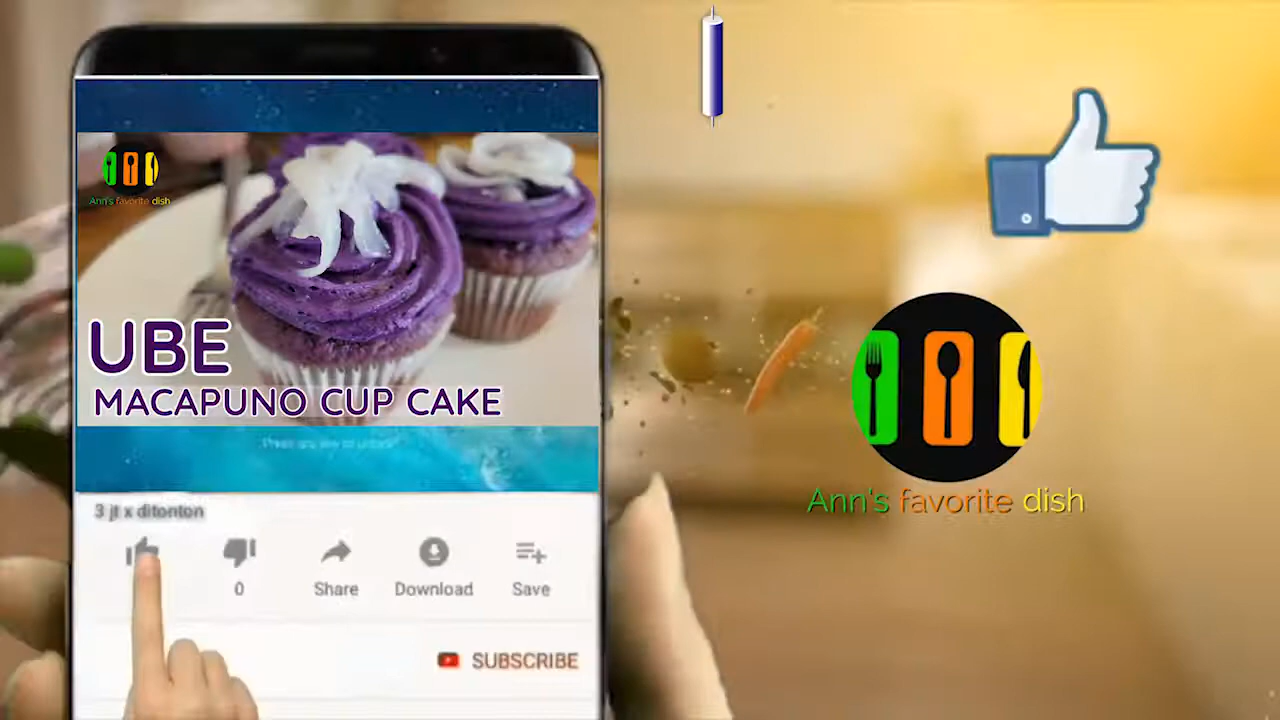 Ann's favorite dish
UBE
MACAPUNO CUP CAKE
3 jt x ditonton
0
Share
Download
Save
SUBSCRIBE
Ann's favorite dish